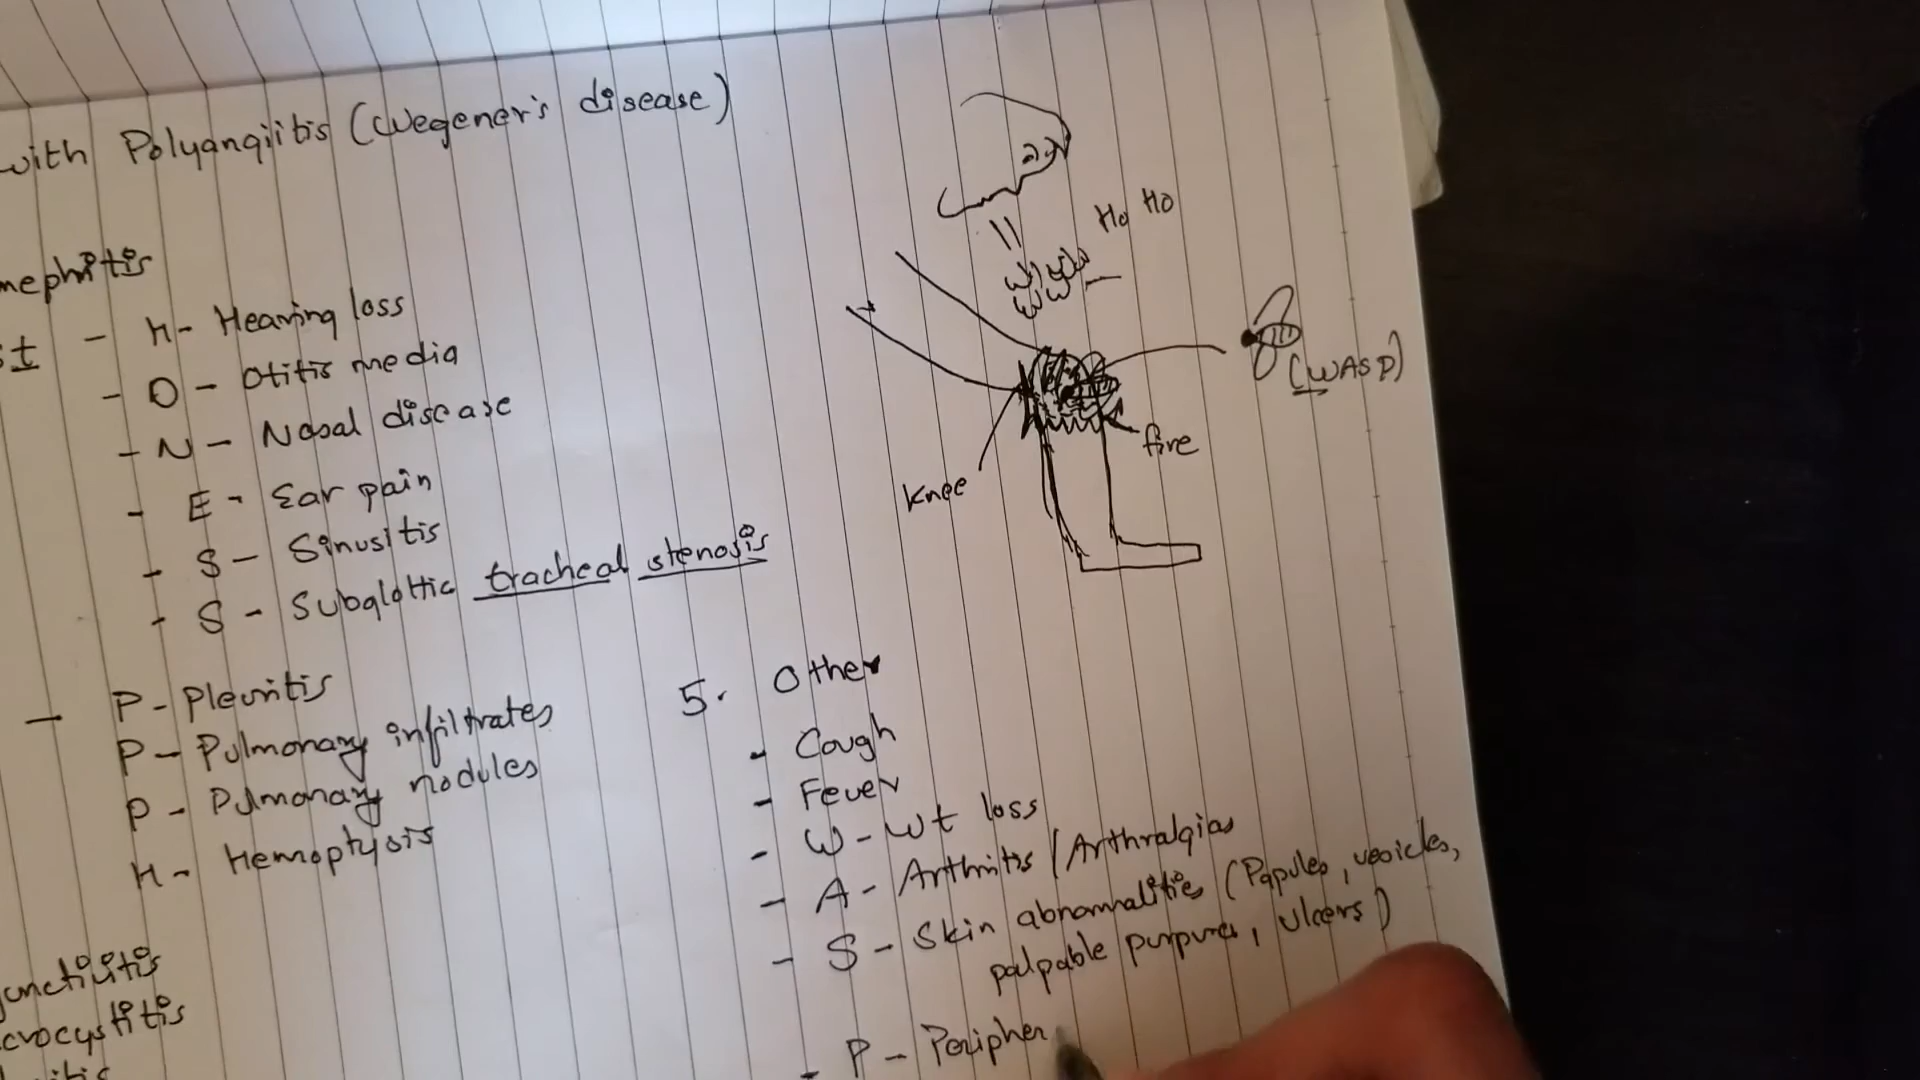 with Polyangiitis (Wegener's disease)
nephritis
- H- Hearing loss
- O - Otitis media
- N - Nasal disease
- E - Ear pain
- S - Sinusitis
- S - Subglottic tracheal stenosis
- P - Pleuritis
P - Pulmonary infiltrates
P - Pulmonary nodules
H - Hemoptysis
Ho Ho
(WASP)
fire
Knee
5. Other
- Cough
- Fever
- W - Wt loss
- A - Arthritis / Arthralgias
- S - Skin abnormalities (Papules, vesicles,
palpable purpura, Ulcers)
- P - Peripher